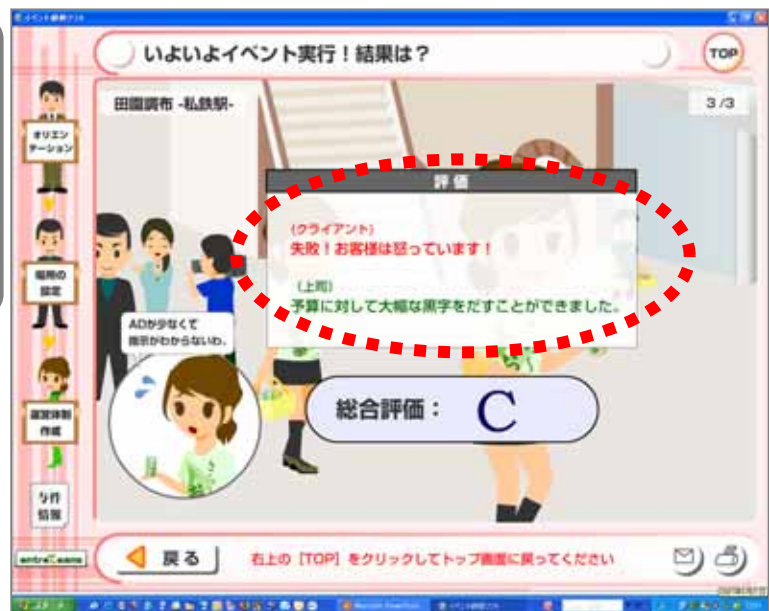 いよいよイベント実行！結果は？
TOP
田園調布 -私鉄駅-
3/3
オリエン
テーション
評価
(クライアント)
失敗！お客様は怒っています！
(上司)
予算に対して大幅な黒字をだすことができました。
場所の
設定
ADが少なくて
指示がわからないわ。
総合評価： C
運営体制
作成
与件
情報
戻る
右上の [TOP] をクリックしてトップ画面に戻ってください